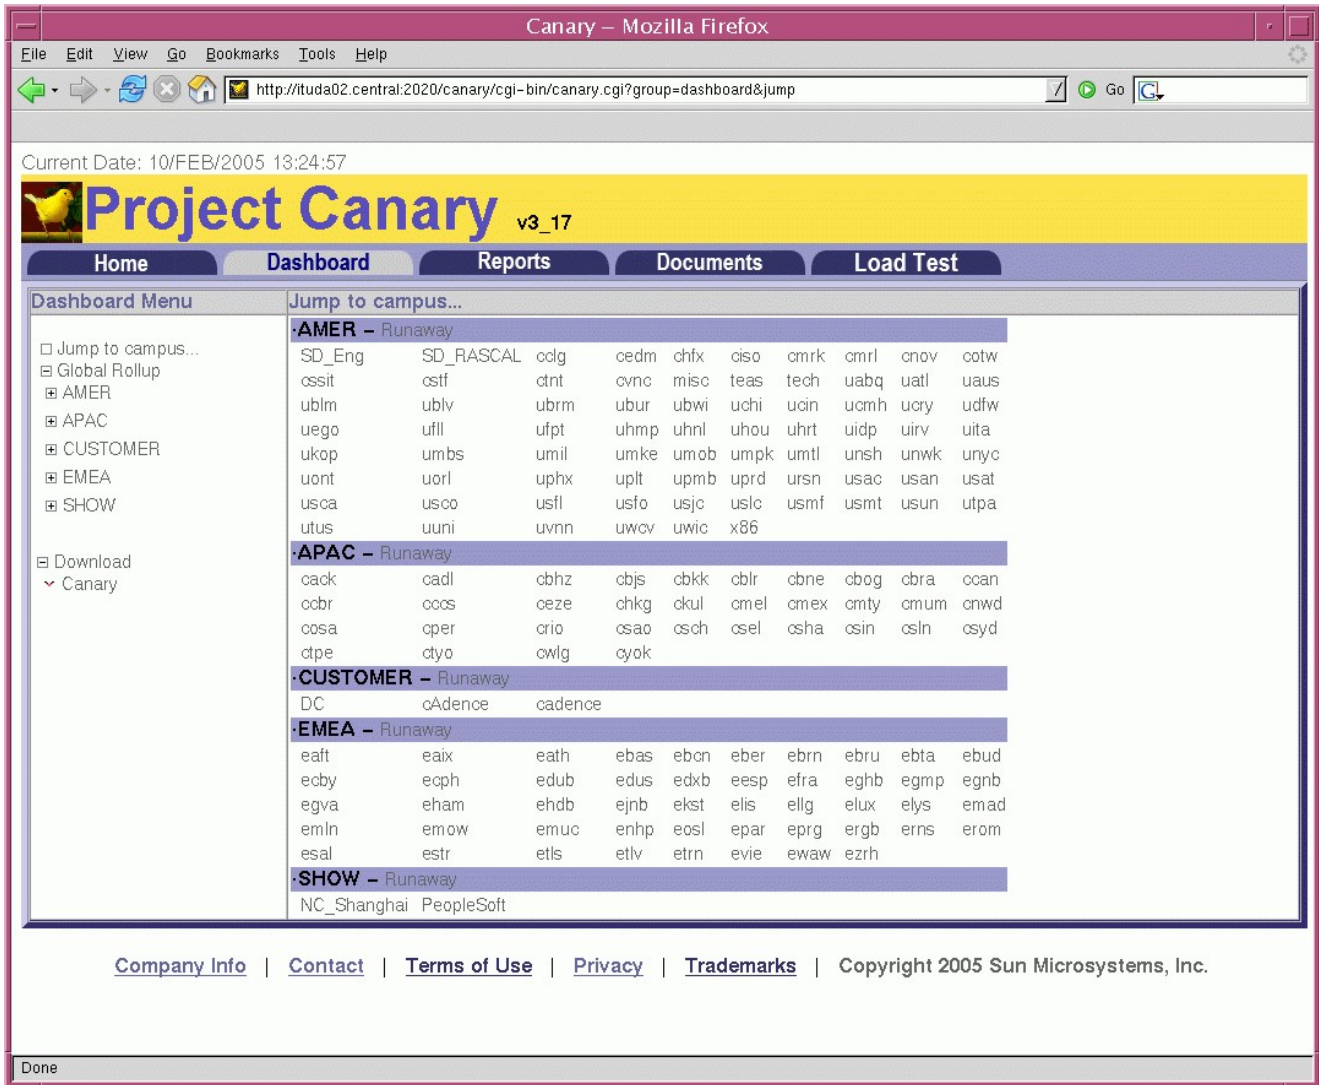 Canary – Mozilla Firefox
File Edit View Go Bookmarks Tools Help
http://ituda02.central:2020/canary/cgi-bin/canary.cgi?group=dashboard&jump Go G
Current Date: 10/FEB/2005 13:24:57
Project Canary v3_17
Home Dashboard Reports Documents Load Test
Dashboard Menu
Jump to campus...
Global Rollup
AMER
APAC
CUSTOMER
EMEA
SHOW
Download
Canary
Jump to campus...
·AMER – Runaway
SD_Eng SD_RASCAL cclg cedm chfx ciso cmrk cmrl cnov cotw
cssit cstf ctnt cvnc misc teas tech uabq uatl uaus
ublm ublv ubrm ubur ubwi uchi ucin ucmh ucry udfw
uego ufll ufpt uhmp uhnl uhou uhrt uidp uirv uita
ukop umbs umil umke umob umpk umtl unsh unwk unyc
uont uorl uphx uplt upmb uprd ursn usac usan usat
usca usco usfl usfo usjc uslc usmf usmt usun utpa
utus uuni uvnn uwcv uwic x86
·APAC – Runaway
cack cadl cbhz cbjs cbkk cblr cbne cbog cbra ccan
ccbr cccs ceze chkg ckul cmel cmex cmty cmum cnwd
cosa cper crio csao csch csel csha csin csln csyd
ctpe ctyo cwlg cyok
·CUSTOMER – Runaway
DC cAdence cadence
·EMEA – Runaway
eaft eaix eath ebas ebcn eber ebrn ebru ebta ebud
ecby ecph edub edus edxb eesp efra eghb egmp egnb
egva eham ehdb ejnb ekst elis ellg elux elys emad
emln emow emuc enhp eosl epar eprg ergb erns erom
esal estr etls etlv etrn evie ewaw ezrh
·SHOW – Runaway
NC_Shanghai PeopleSoft
Company Info | Contact | Terms of Use | Privacy | Trademarks | Copyright 2005 Sun Microsystems, Inc.
Done